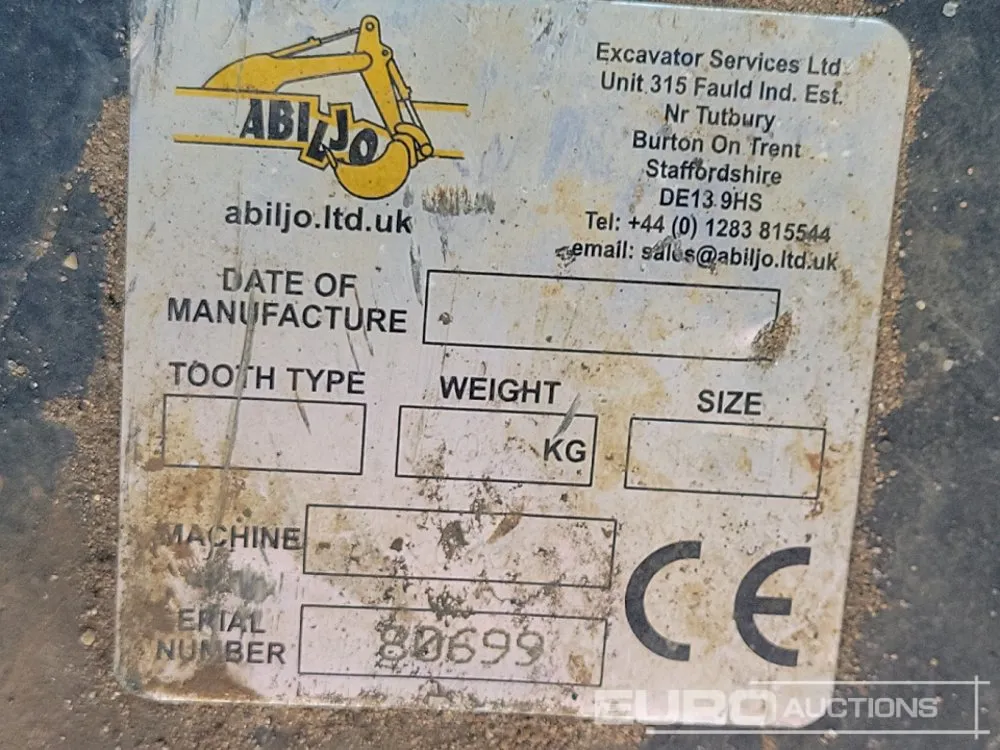 ABILJO
abiljo.ltd.uk
Excavator Services Ltd
Unit 315 Fauld Ind. Est.
Nr Tutbury
Burton On Trent
Staffordshire
DE13 9HS
Tel: +44 (0) 1283 815544
email: sales@abiljo.ltd.uk
DATE OF
MANUFACTURE
TOOTH TYPE
WEIGHT
SIZE
KG
MACHINE
SERIAL
NUMBER
80699
CE
EURO AUCTIONS